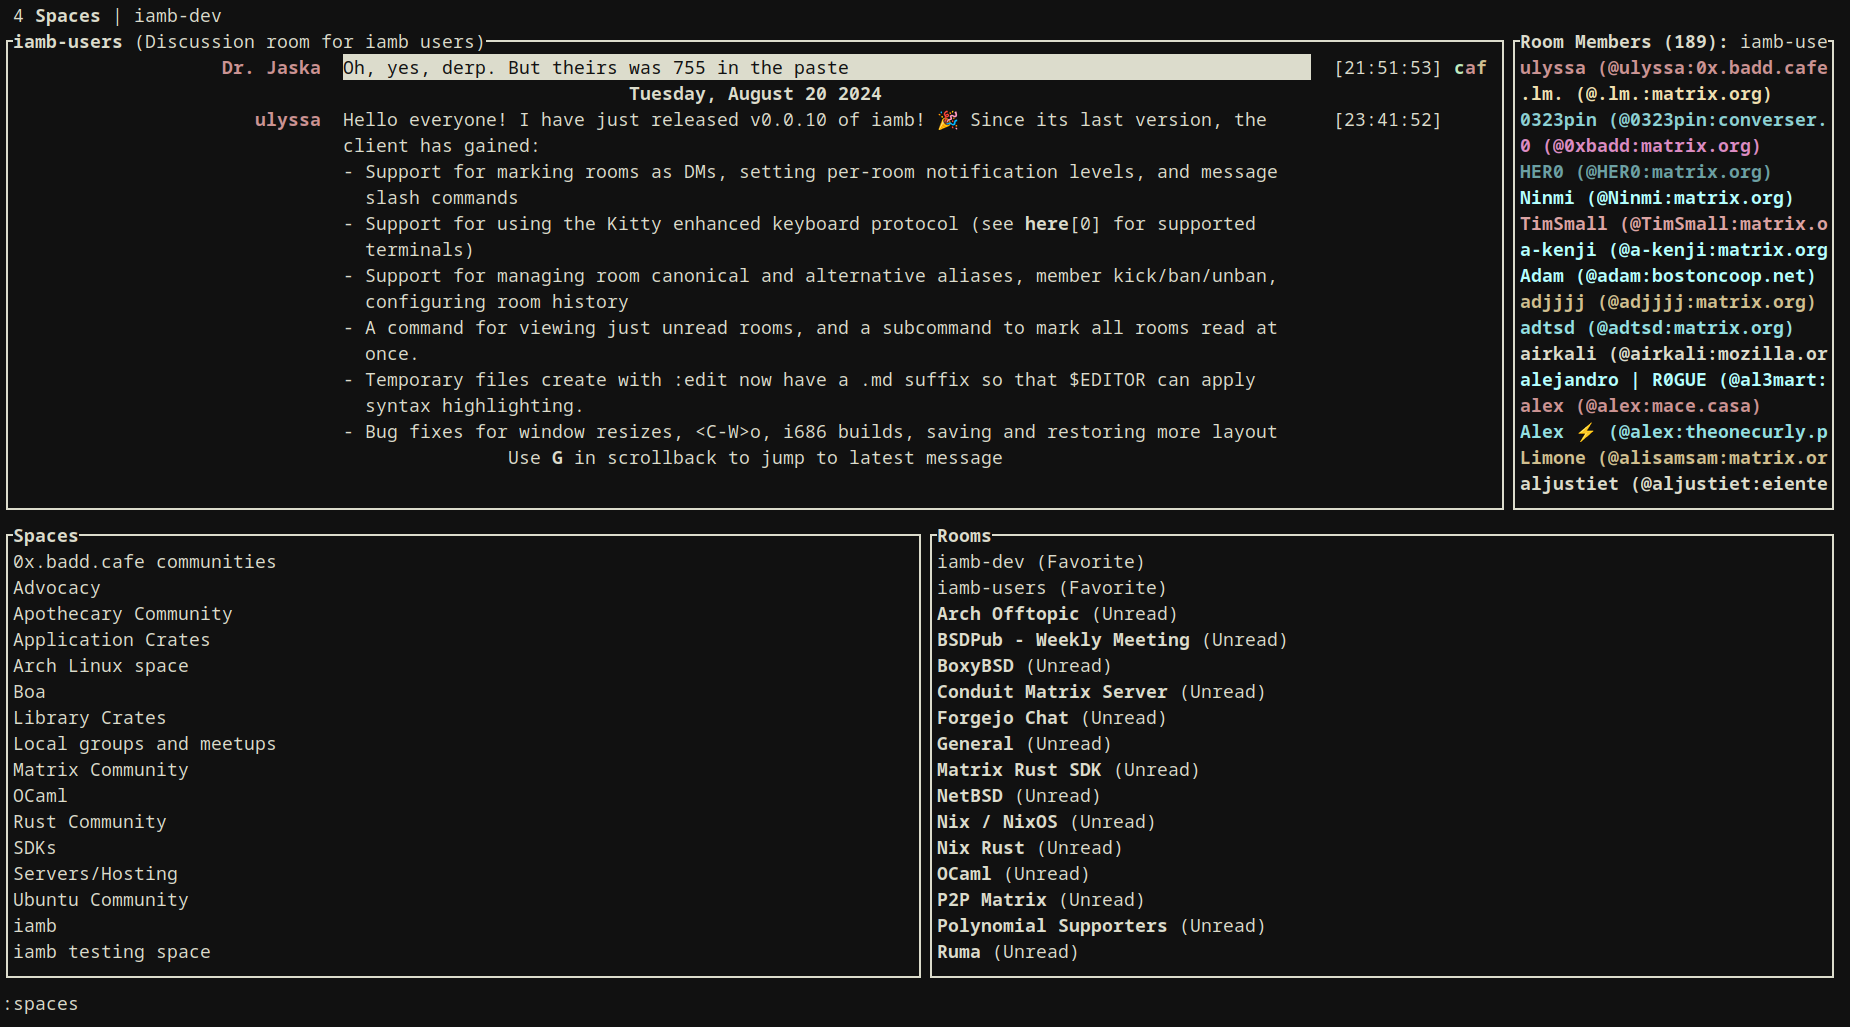 4 Spaces | iamb-dev
iamb-users (Discussion room for iamb users)
Dr. Jaska Oh, yes, derp. But theirs was 755 in the paste [21:51:53] caf
Tuesday, August 20 2024
ulyssa Hello everyone! I have just released v0.0.10 of iamb! 🎉 Since its last version, the [23:41:52]
client has gained:
- Support for marking rooms as DMs, setting per-room notification levels, and message
slash commands
- Support for using the Kitty enhanced keyboard protocol (see here[0] for supported
terminals)
- Support for managing room canonical and alternative aliases, member kick/ban/unban,
configuring room history
- A command for viewing just unread rooms, and a subcommand to mark all rooms read at
once.
- Temporary files create with :edit now have a .md suffix so that $EDITOR can apply
syntax highlighting.
- Bug fixes for window resizes, <C-W>o, i686 builds, saving and restoring more layout
Use G in scrollback to jump to latest message
Room Members (189): iamb-use
ulyssa (@ulyssa:0x.badd.cafe
.lm. (@.lm.:matrix.org)
0323pin (@0323pin:converser.
0 (@0xbadd:matrix.org)
HER0 (@HER0:matrix.org)
Ninmi (@Ninmi:matrix.org)
TimSmall (@TimSmall:matrix.o
a-kenji (@a-kenji:matrix.org
Adam (@adam:bostoncoop.net)
adjjjj (@adjjjj:matrix.org)
adtsd (@adtsd:matrix.org)
airkali (@airkali:mozilla.or
alejandro | R0GUE (@al3mart:
alex (@alex:mace.casa)
Alex ⚡ (@alex:theonecurly.p
Limone (@alisamsam:matrix.or
aljustiet (@aljustiet:eiente
Spaces
0x.badd.cafe communities
Advocacy
Apothecary Community
Application Crates
Arch Linux space
Boa
Library Crates
Local groups and meetups
Matrix Community
OCaml
Rust Community
SDKs
Servers/Hosting
Ubuntu Community
iamb
iamb testing space
Rooms
iamb-dev (Favorite)
iamb-users (Favorite)
Arch Offtopic (Unread)
BSDPub - Weekly Meeting (Unread)
BoxyBSD (Unread)
Conduit Matrix Server (Unread)
Forgejo Chat (Unread)
General (Unread)
Matrix Rust SDK (Unread)
NetBSD (Unread)
Nix / NixOS (Unread)
Nix Rust (Unread)
OCaml (Unread)
P2P Matrix (Unread)
Polynomial Supporters (Unread)
Ruma (Unread)
:spaces